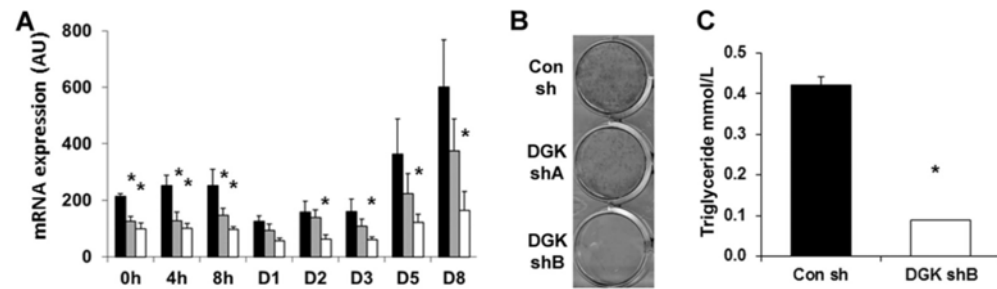 A
mRNA expression (AU)
800
600
400
200
0
* * * * * * * * * *
0h 4h 8h D1 D2 D3 D5 D8
B
Con
sh
DGK
shA
DGK
shB
C
Triglyceride mmol/L
0.5
0.4
0.3
0.2
0.1
0.0
*
Con sh DGK shB